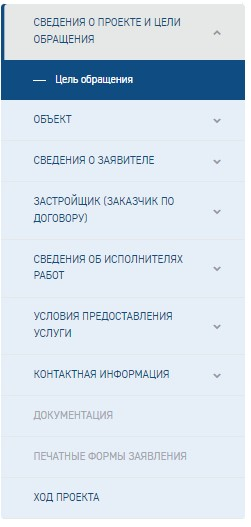 СВЕДЕНИЯ О ПРОЕКТЕ И ЦЕЛИ
ОБРАЩЕНИЯ
— Цель обращения
ОБЪЕКТ
СВЕДЕНИЯ О ЗАЯВИТЕЛЕ
ЗАСТРОЙЩИК (ЗАКАЗЧИК ПО
ДОГОВОРУ)
СВЕДЕНИЯ ОБ ИСПОЛНИТЕЛЯХ
РАБОТ
УСЛОВИЯ ПРЕДОСТАВЛЕНИЯ
УСЛУГИ
КОНТАКТНАЯ ИНФОРМАЦИЯ
ДОКУМЕНТАЦИЯ
ПЕЧАТНЫЕ ФОРМЫ ЗАЯВЛЕНИЯ
ХОД ПРОЕКТА